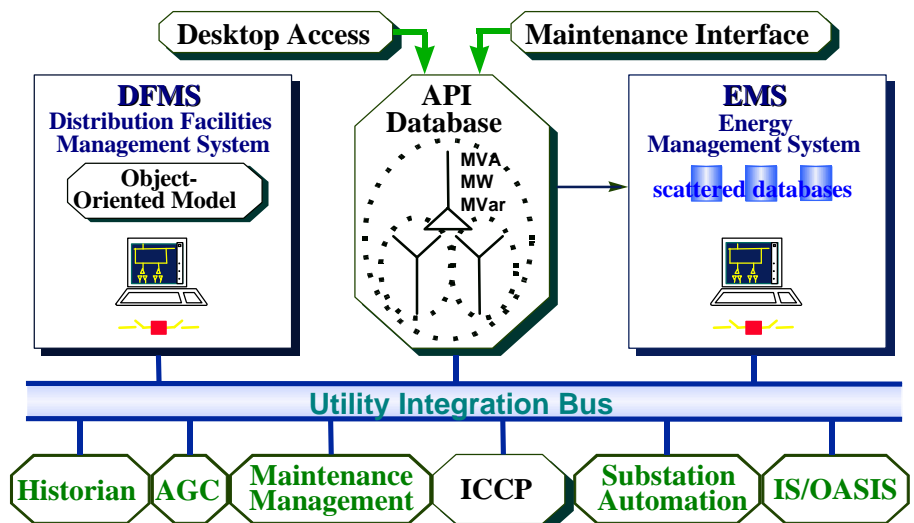 Desktop Access
Maintenance Interface
DFMS
Distribution Facilities
Management System
Object-
Oriented Model
API
Database
MVA
MW
MVar
EMS
Energy
Management System
scattered databases
Utility Integration Bus
Historian
AGC
Maintenance
Management
ICCP
Substation
Automation
IS/OASIS